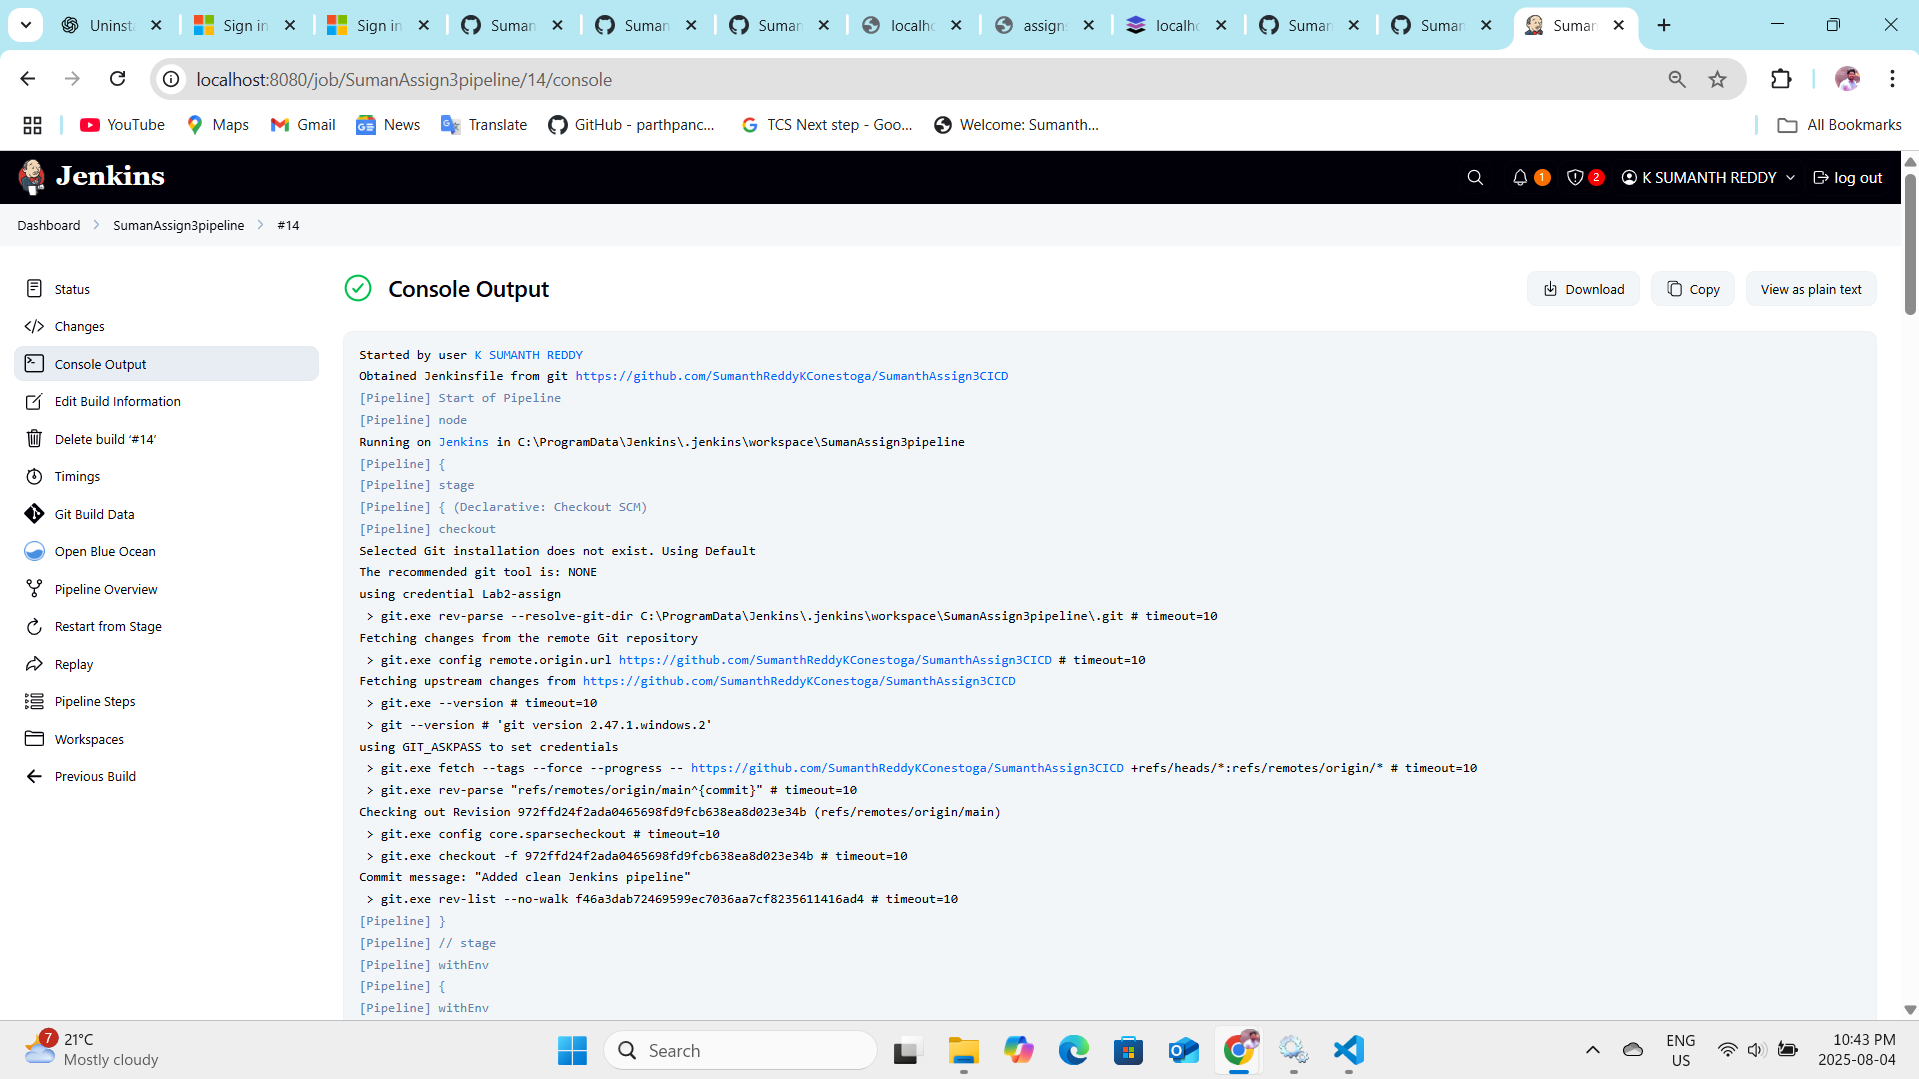 Uninsta
Sign in
Sign in
Suman
Suman
Suman
localho
assigns
localho
Suman
Suman
Suman
localhost:8080/job/SumanAssign3pipeline/14/console
YouTube
Maps
Gmail
News
Translate
GitHub - parthpanc...
TCS Next step - Goo...
Welcome: Sumanth...
All Bookmarks
Jenkins
1
2
K SUMANTH REDDY
log out
Dashboard
SumanAssign3pipeline
#14
Status
Changes
Console Output
Edit Build Information
Delete build ‘#14’
Timings
Git Build Data
Open Blue Ocean
Pipeline Overview
Restart from Stage
Replay
Pipeline Steps
Workspaces
Previous Build
Console Output
Download
Copy
View as plain text
Started by user K SUMANTH REDDY
Obtained Jenkinsfile from git https://github.com/SumanthReddyKConestoga/SumanthAssign3CICD
[Pipeline] Start of Pipeline
[Pipeline] node
Running on Jenkins in C:\ProgramData\Jenkins\.jenkins\workspace\SumanAssign3pipeline
[Pipeline] {
[Pipeline] stage
[Pipeline] { (Declarative: Checkout SCM)
[Pipeline] checkout
Selected Git installation does not exist. Using Default
The recommended git tool is: NONE
using credential Lab2-assign
> git.exe rev-parse --resolve-git-dir C:\ProgramData\Jenkins\.jenkins\workspace\SumanAssign3pipeline\.git # timeout=10
Fetching changes from the remote Git repository
> git.exe config remote.origin.url https://github.com/SumanthReddyKConestoga/SumanthAssign3CICD # timeout=10
Fetching upstream changes from https://github.com/SumanthReddyKConestoga/SumanthAssign3CICD
> git.exe --version # timeout=10
> git --version # 'git version 2.47.1.windows.2'
using GIT_ASKPASS to set credentials
> git.exe fetch --tags --force --progress -- https://github.com/SumanthReddyKConestoga/SumanthAssign3CICD +refs/heads/*:refs/remotes/origin/* # timeout=10
> git.exe rev-parse "refs/remotes/origin/main^{commit}" # timeout=10
Checking out Revision 972ffd24f2ada0465698fd9fcb638ea8d023e34b (refs/remotes/origin/main)
> git.exe config core.sparsecheckout # timeout=10
> git.exe checkout -f 972ffd24f2ada0465698fd9fcb638ea8d023e34b # timeout=10
Commit message: "Added clean Jenkins pipeline"
> git.exe rev-list --no-walk f46a3dab72469599ec7036aa7cf8235611416ad4 # timeout=10
[Pipeline] }
[Pipeline] // stage
[Pipeline] withEnv
[Pipeline] {
[Pipeline] withEnv
7
21°C
Mostly cloudy
Search
ENG
US
10:43 PM
2025-08-04